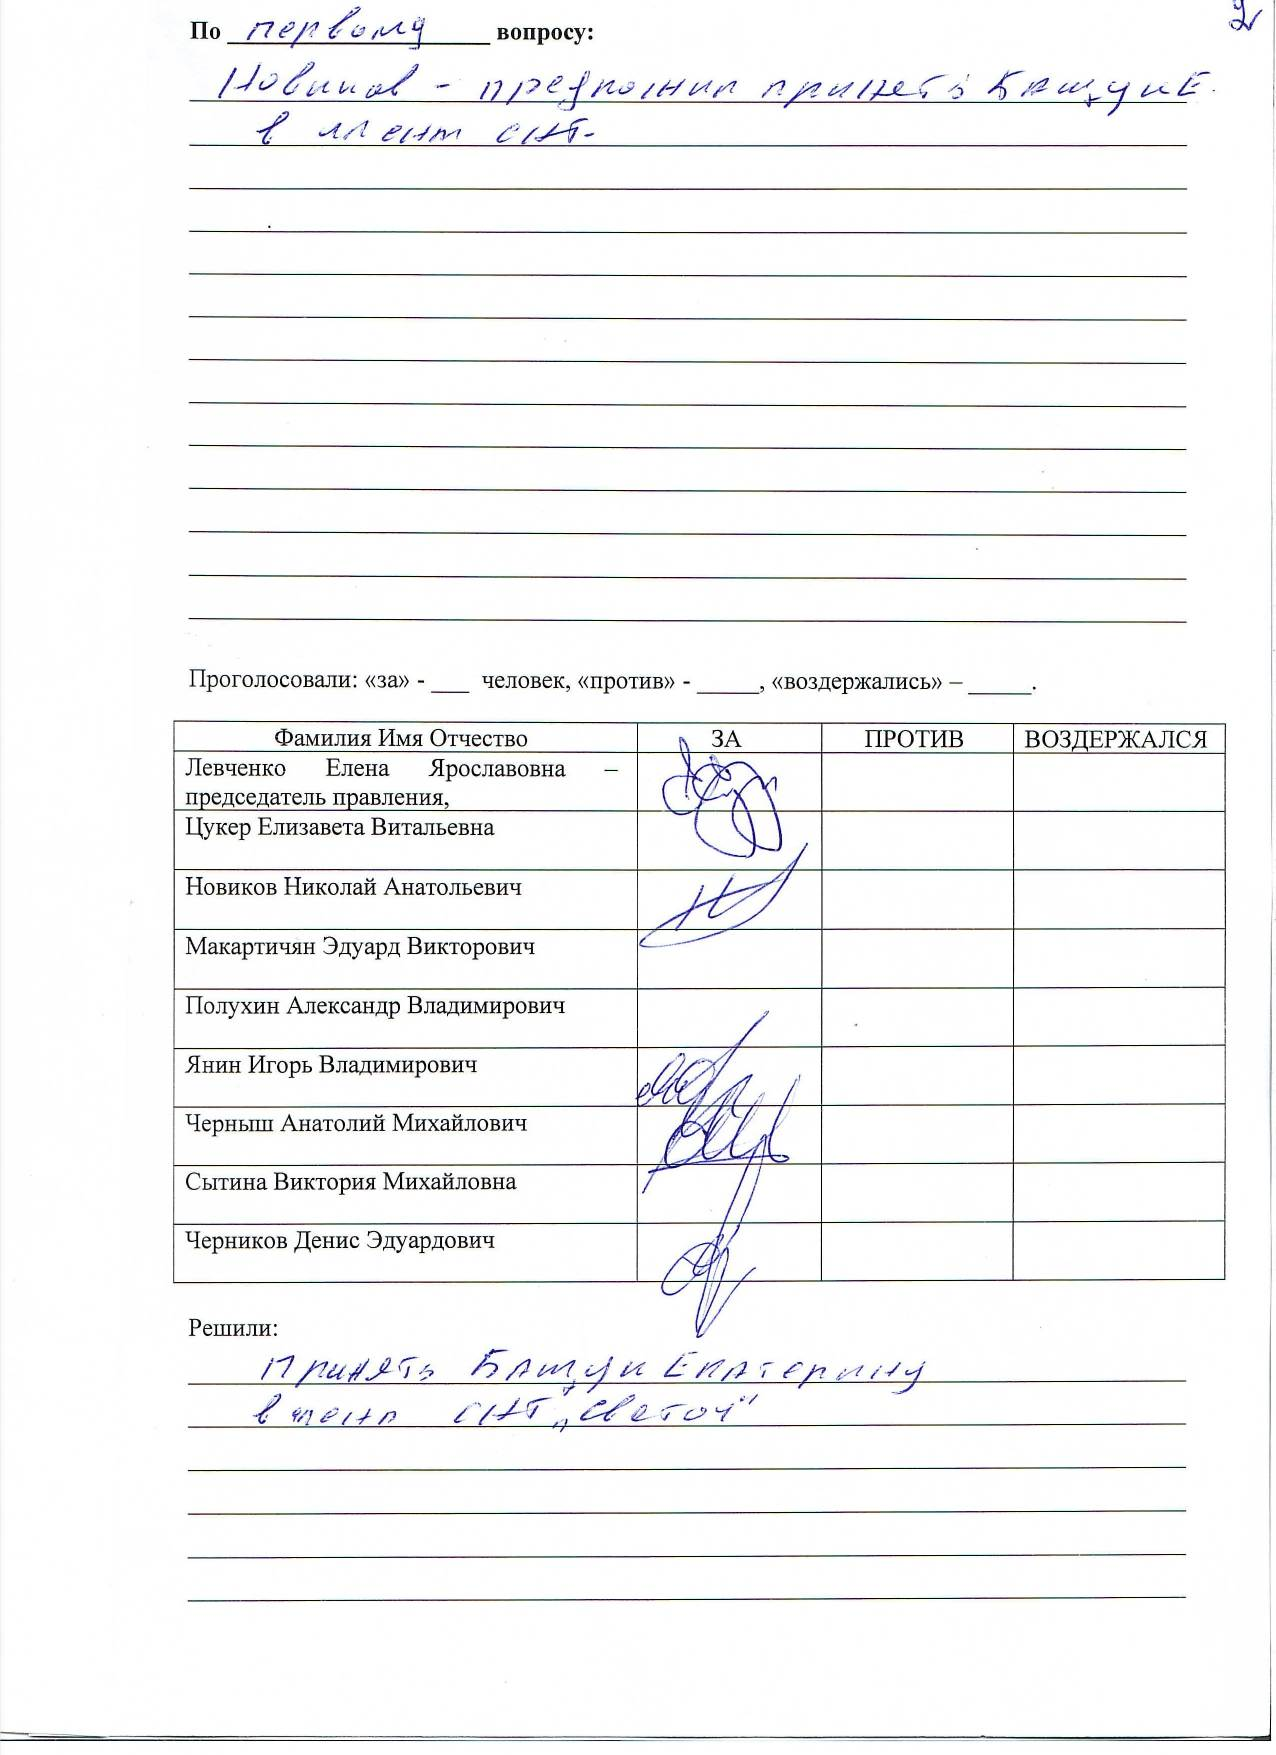 2
По первому вопросу:
Новиков - предложил принять Бащук Е.
в члены СНТ.
Проголосовали: «за» - ___ человек, «против» - _____, «воздержались» – _____.
Фамилия Имя Отчество ЗА ПРОТИВ ВОЗДЕРЖАЛСЯ
Левченко Елена Ярославовна –
председатель правления,
Цукер Елизавета Витальевна
Новиков Николай Анатольевич
Макартичян Эдуард Викторович
Полухин Александр Владимирович
Янин Игорь Владимирович
Черныш Анатолий Михайлович
Сытина Виктория Михайловна
Черников Денис Эдуардович
Решили:
Принять Бащук Екатерину
в члены СНТ „Светоч"